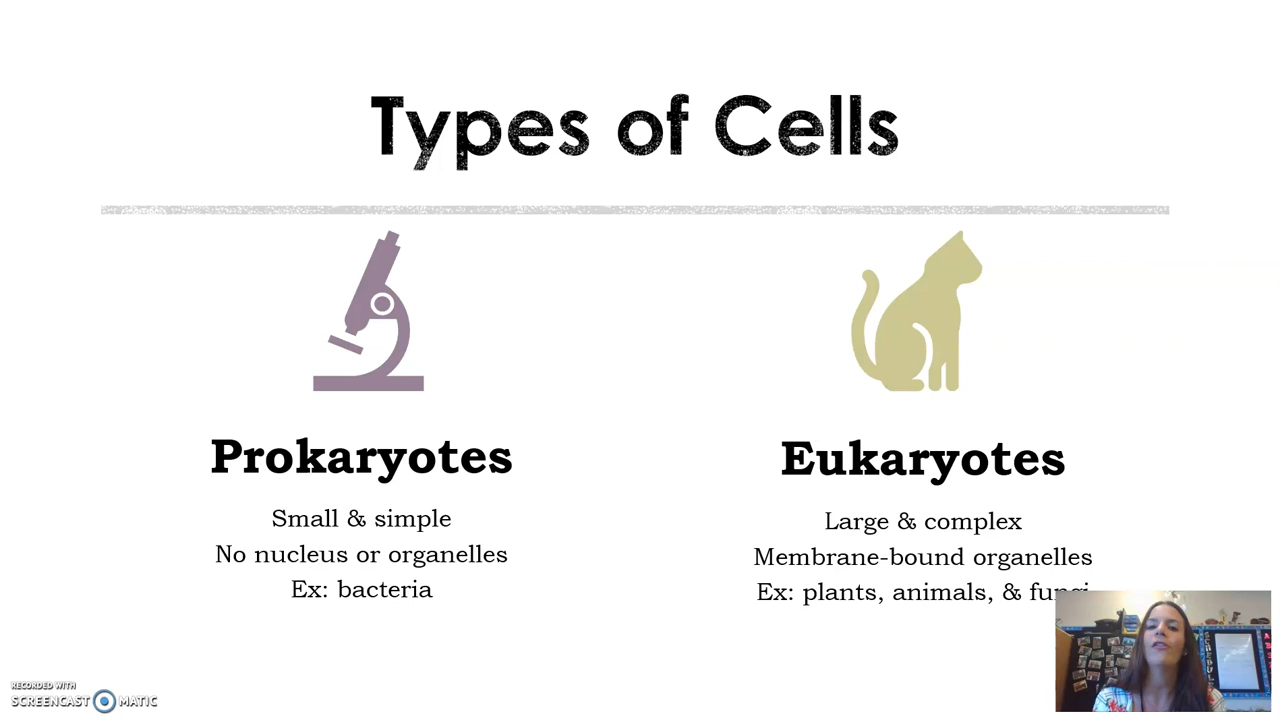 Types of Cells
Prokaryotes
Small & simple
No nucleus or organelles
Ex: bacteria
Eukaryotes
Large & complex
Membrane-bound organelles
Ex: plants, animals, & fungi
RECORDED WITH
SCREENCAST MATIC